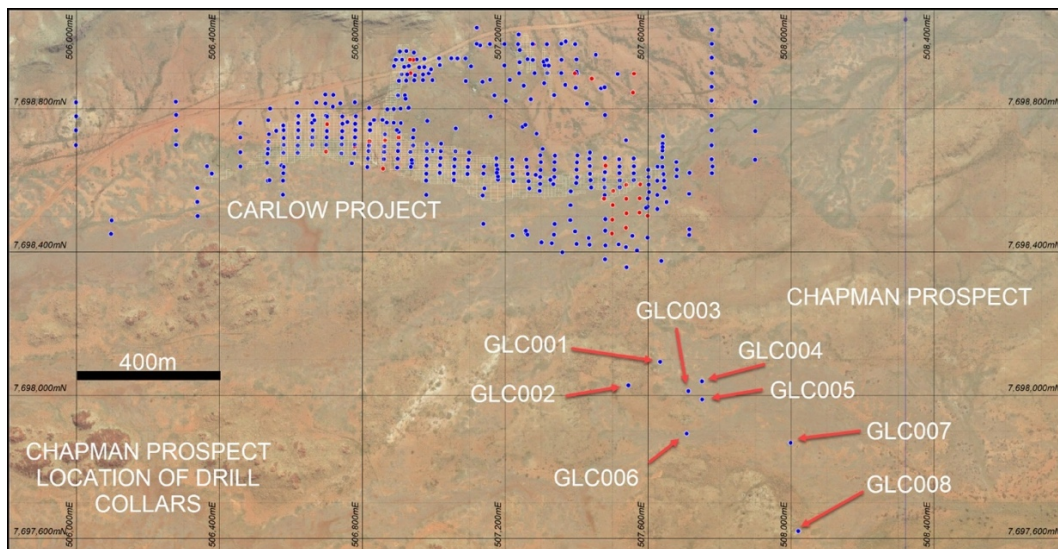 506,000mE
506,400mE
506,800mE
507,200mE
507,600mE
508,000mE
508,400mE
7,698,800mN
7,698,800mN
CARLOW PROJECT
7,698,400mN
7,698,400mN
CHAPMAN PROSPECT
GLC003
GLC001
GLC004
400m
GLC002
GLC005
7,698,000mN
7,698,000mN
GLC007
CHAPMAN PROSPECT
LOCATION OF DRILL
COLLARS
GLC006
GLC008
7,697,600mN
7,697,600mN
506,000mE
506,400mE
506,800mE
507,200mE
507,600mE
508,000mE
508,400mE